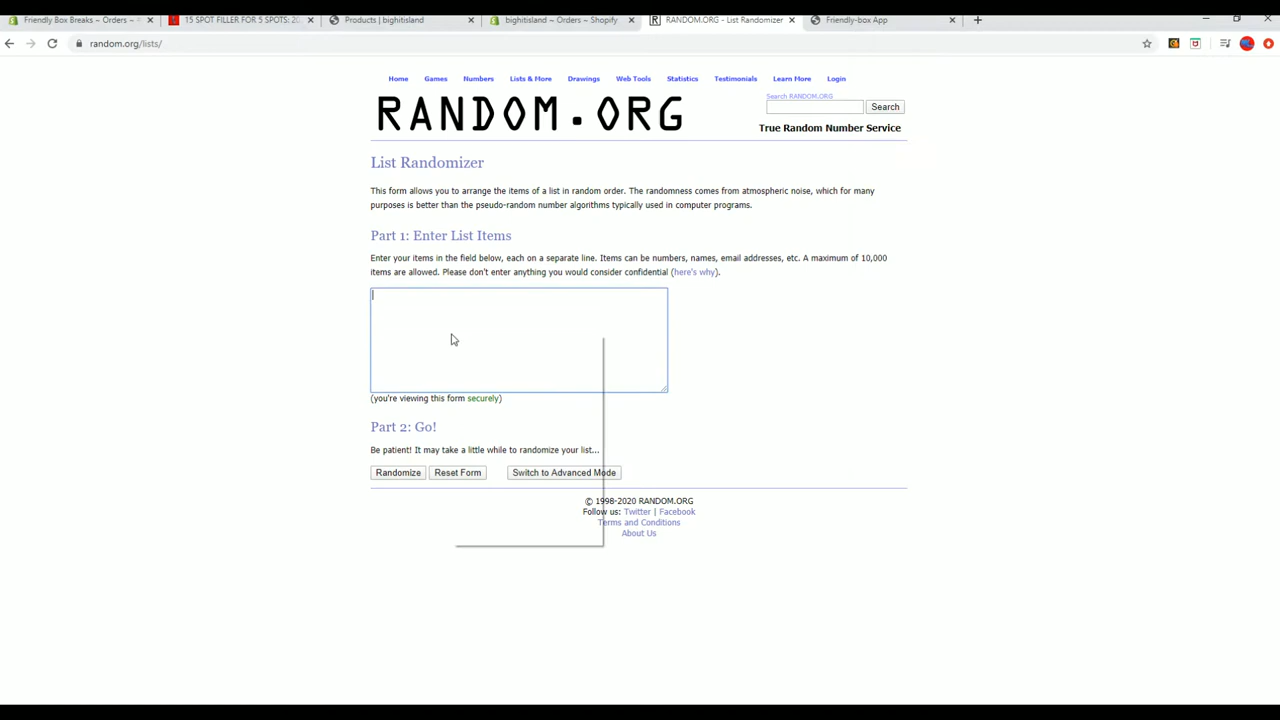 Friendly Box Breaks ~ Orders ~
15 SPOT FILLER FOR 5 SPOTS: 20
Products | bighitisland
bighitisland ~ Orders ~ Shopify
RANDOM.ORG - List Randomizer
Friendly-box App
random.org/lists/
Home Games Numbers Lists & More Drawings Web Tools Statistics Testimonials Learn More Login
Search RANDOM.ORG
RANDOM.ORG
Search
True Random Number Service
List Randomizer
This form allows you to arrange the items of a list in random order. The randomness comes from atmospheric noise, which for many
purposes is better than the pseudo-random number algorithms typically used in computer programs.
Part 1: Enter List Items
Enter your items in the field below, each on a separate line. Items can be numbers, names, email addresses, etc. A maximum of 10,000
items are allowed. Please don't enter anything you would consider confidential (here's why).
(you're viewing this form securely)
Part 2: Go!
Be patient! It may take a little while to randomize your list...
Randomize Reset Form Switch to Advanced Mode
© 1998-2020 RANDOM.ORG
Follow us: Twitter | Facebook
Terms and Conditions
About Us